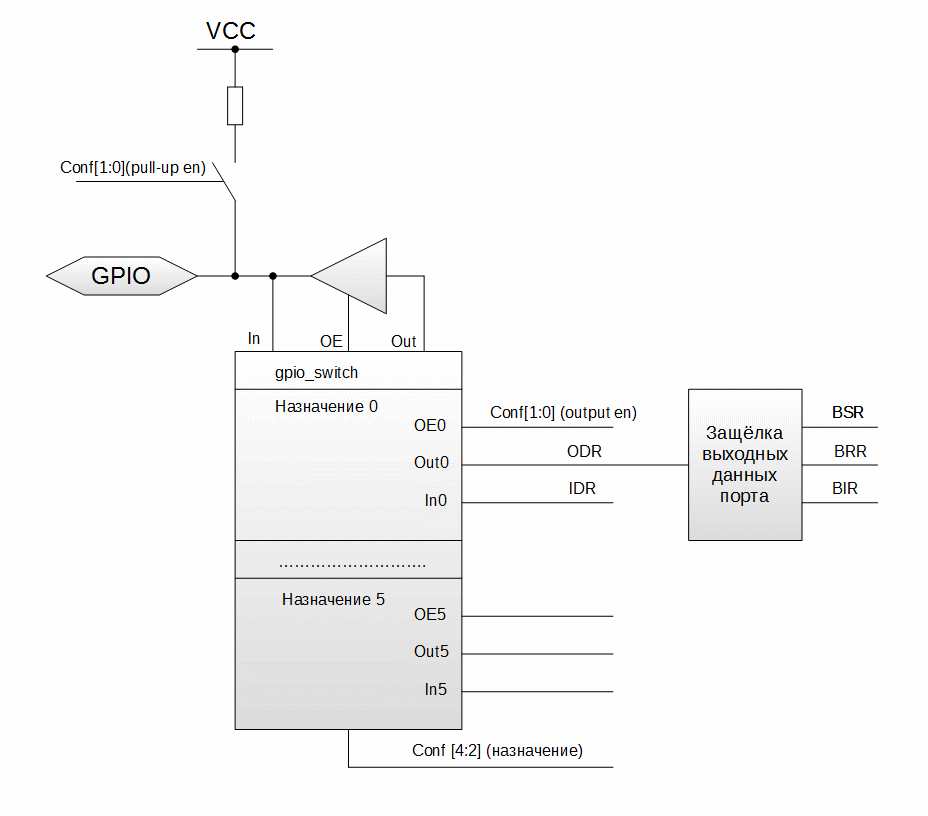 VCC
Conf[1:0](pull-up en)
GPIO
In
OE
Out
gpio_switch
Назначение 0
OE0
Conf[1:0] (output en)
Out0
ODR
In0
IDR
Защёлка
выходных
данных
порта
BSR
BRR
BIR
...........................
Назначение 5
OE5
Out5
In5
Conf [4:2] (назначение)